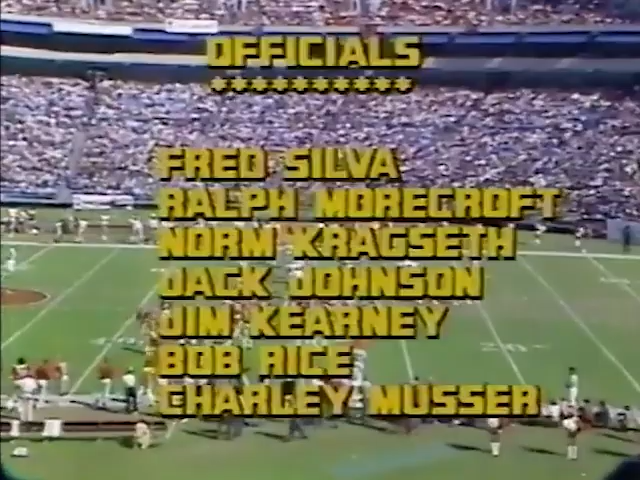 OFFICIALS
**********
FRED SILVA
RALPH MORECROFT
NORM KRAGSETH
JACK JOHNSON
JIM KEARNEY
BOB RICE
CHARLEY MUSSER